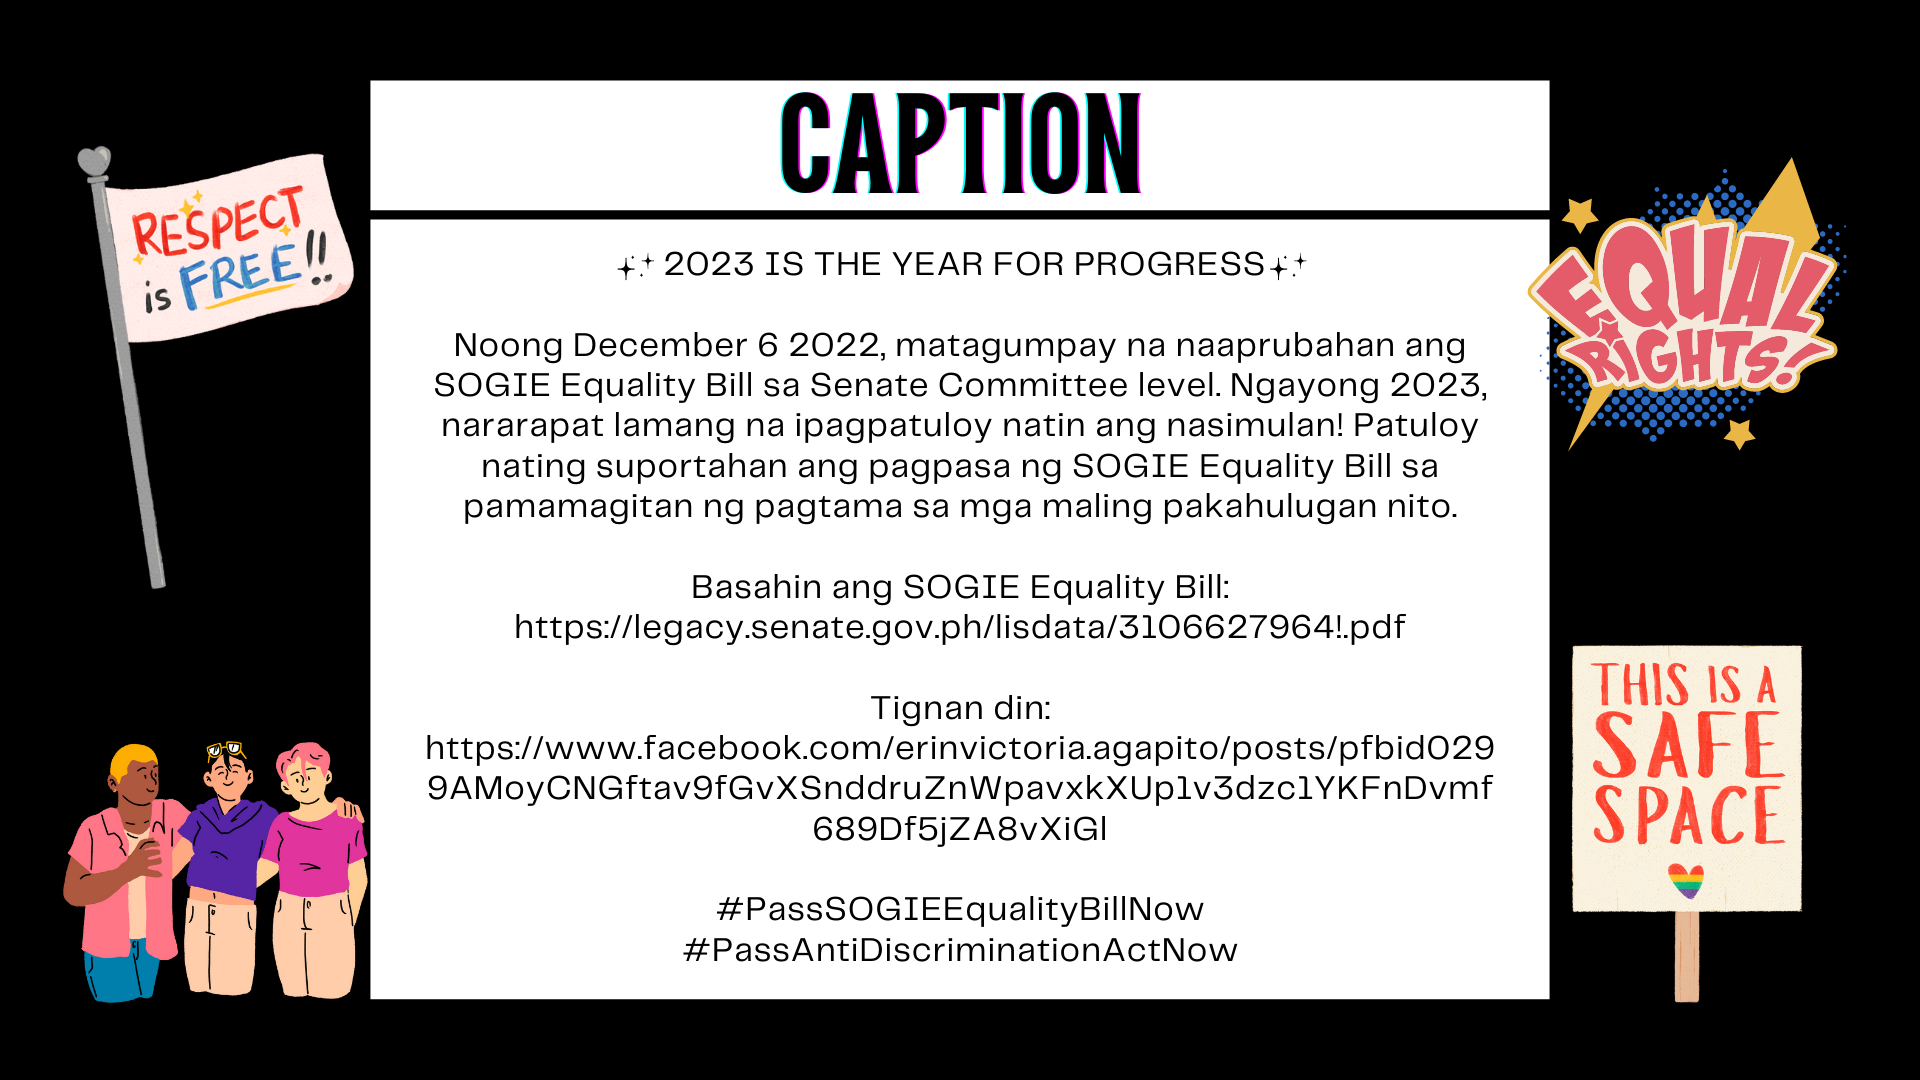 CAPTION
RESPECT
is FREE!!
EQUAL
RIGHTS!
2023 IS THE YEAR FOR PROGRESS
Noong December 6 2022, matagumpay na naaprubahan ang
SOGIE Equality Bill sa Senate Committee level. Ngayong 2023,
nararapat lamang na ipagpatuloy natin ang nasimulan! Patuloy
nating suportahan ang pagpasa ng SOGIE Equality Bill sa
pamamagitan ng pagtama sa mga maling pakahulugan nito.
Basahin ang SOGIE Equality Bill:
https://legacy.senate.gov.ph/lisdata/3106627964!.pdf
Tignan din:
https://www.facebook.com/erinvictoria.agapito/posts/pfbid029
9AMoyCNGftav9fGvXSnddruZnWpavxkXUp1v3dzc1YKFnDvmf
689Df5jZA8vXiGl
#PassSOGIEEqualityBillNow
#PassAntiDiscriminationActNow
THIS IS A
SAFE
SPACE